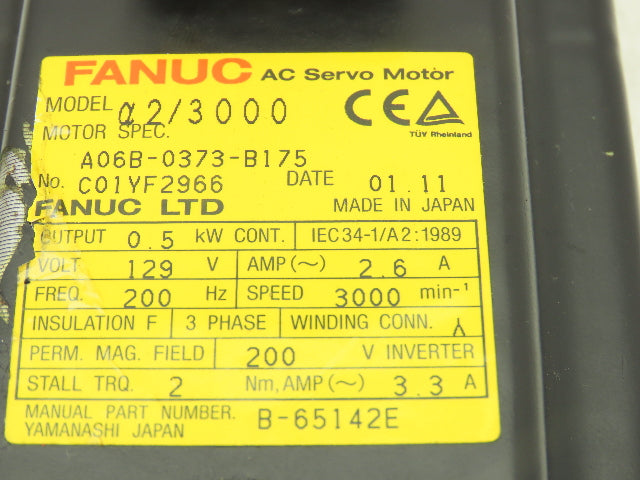 FANUC AC Servo Motor
MODEL α2/3000
CE TÜV Rheinland
MOTOR SPEC.
A06B-0373-B175
No. C01YF2966 DATE 01.11
FANUC LTD MADE IN JAPAN
OUTPUT 0.5 kW CONT. IEC34-1/A2:1989
VOLT 129 V AMP(~) 2.6 A
FREQ. 200 Hz SPEED 3000 min-¹
INSULATION F 3 PHASE WINDING CONN. Y
PERM. MAG. FIELD 200 V INVERTER
STALL TRQ. 2 Nm, AMP(~) 3.3 A
MANUAL PART NUMBER. B-65142E
YAMANASHI JAPAN